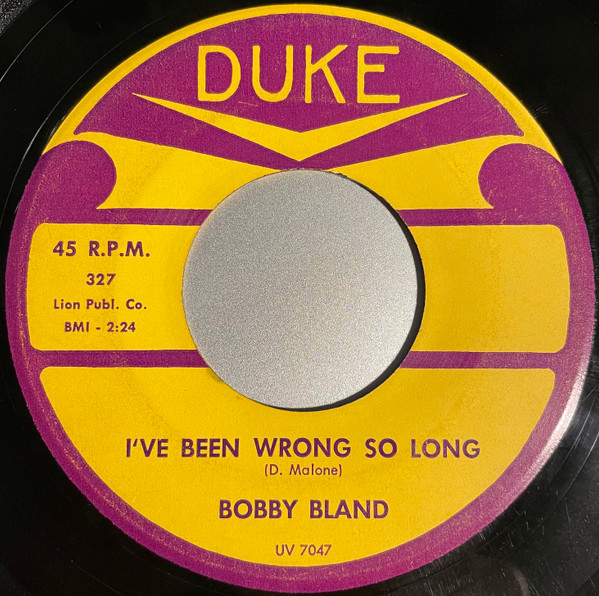 DUKE
45 R.P.M.
327
Lion Publ. Co.
BMI - 2:24
I'VE BEEN WRONG SO LONG
(D. Malone)
BOBBY BLAND
UV 7047